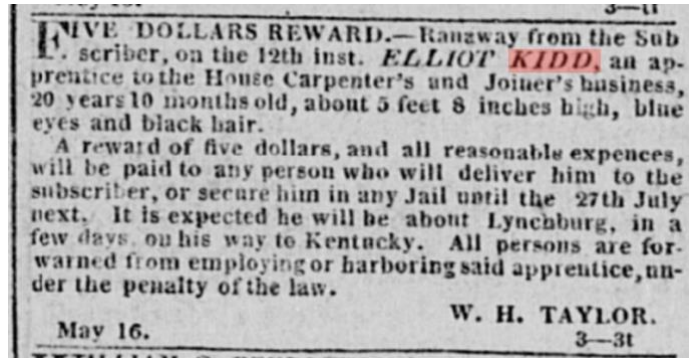 3—tt
FIVE DOLLARS REWARD.—Ranaway from the Sub
scriber, on the 12th inst. ELLIOT KIDD, an ap-
prentice to the House Carpenter's and Joiner's business,
20 years 10 months old, about 5 feet 8 inches high, blue
eyes and black hair.
A reward of five dollars, and all reasonable expences,
will be paid to any person who will deliver him to the
subscriber, or secure him in any Jail until the 27th July
next. It is expected he will be about Lynchburg, in a
few days, on his way to Kentucky. All persons are for-
warned from employing or harboring said apprentice, un-
der the penalty of the law.
W. H. TAYLOR.
May 16.
3—3t